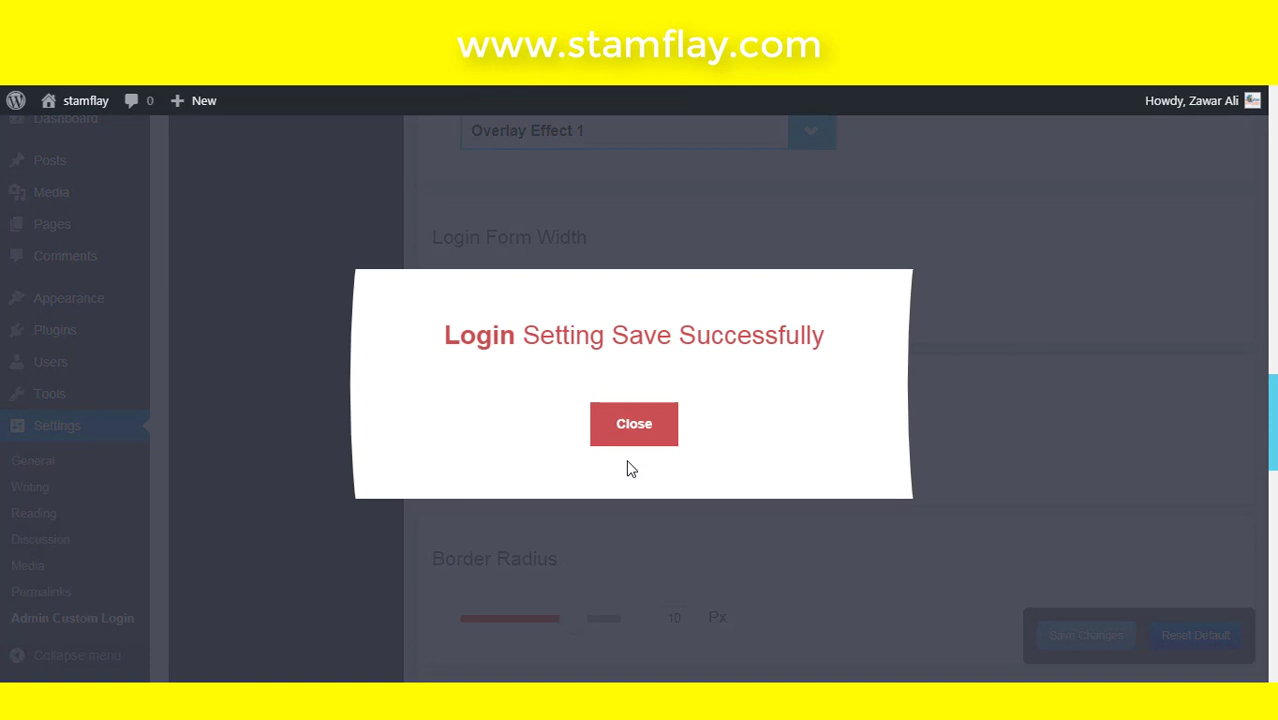 www.stamflay.com
stamflay 0 New Howdy, Zawar Ali
Dashboard
Posts
Media
Pages
Comments
Appearance
Plugins
Users
Tools
Settings
General
Writing
Reading
Discussion
Media
Permalinks
Admin Custom Login
Collapse menu
Overlay Effect 1
Login Form Width
Login Setting Save Successfully
Close
Border Radius
10 Px
Save Changes Reset Default